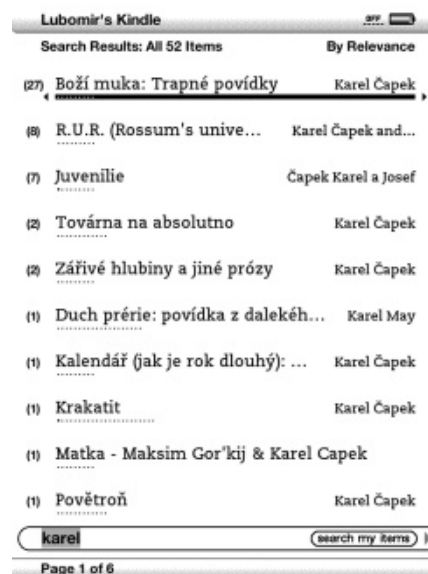 Lubomir's Kindle OFF
Search Results: All 52 Items By Relevance
(27) Boží muka: Trapné povídky Karel Čapek
(8) R.U.R. (Rossum's unive... Karel Čapek and...
(7) Juvenilie Čapek Karel a Josef
(2) Továrna na absolutno Karel Čapek
(2) Zářivé hlubiny a jiné prózy Karel Čapek
(1) Duch prérie: povídka z dalekéh... Karel May
(1) Kalendář (jak je rok dlouhý): ... Karel Čapek
(1) Krakatit Karel Čapek
(1) Matka - Maksim Gor'kij & Karel Capek
(1) Povětroň Karel Čapek
karel search my items
Page 1 of 6